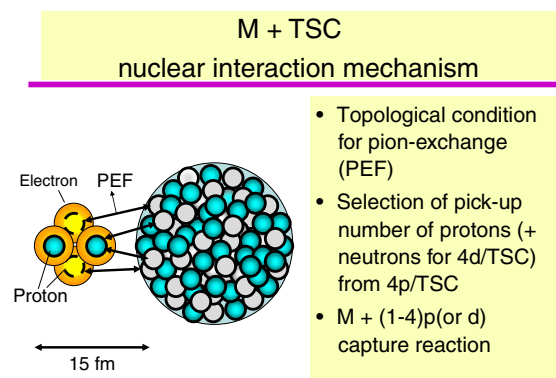 M + TSC
nuclear interaction mechanism
Electron
PEF
Proton
15 fm
• Topological condition
for pion-exchange
(PEF)
• Selection of pick-up
number of protons (+
neutrons for 4d/TSC)
from 4p/TSC
• M + (1-4)p(or d)
capture reaction